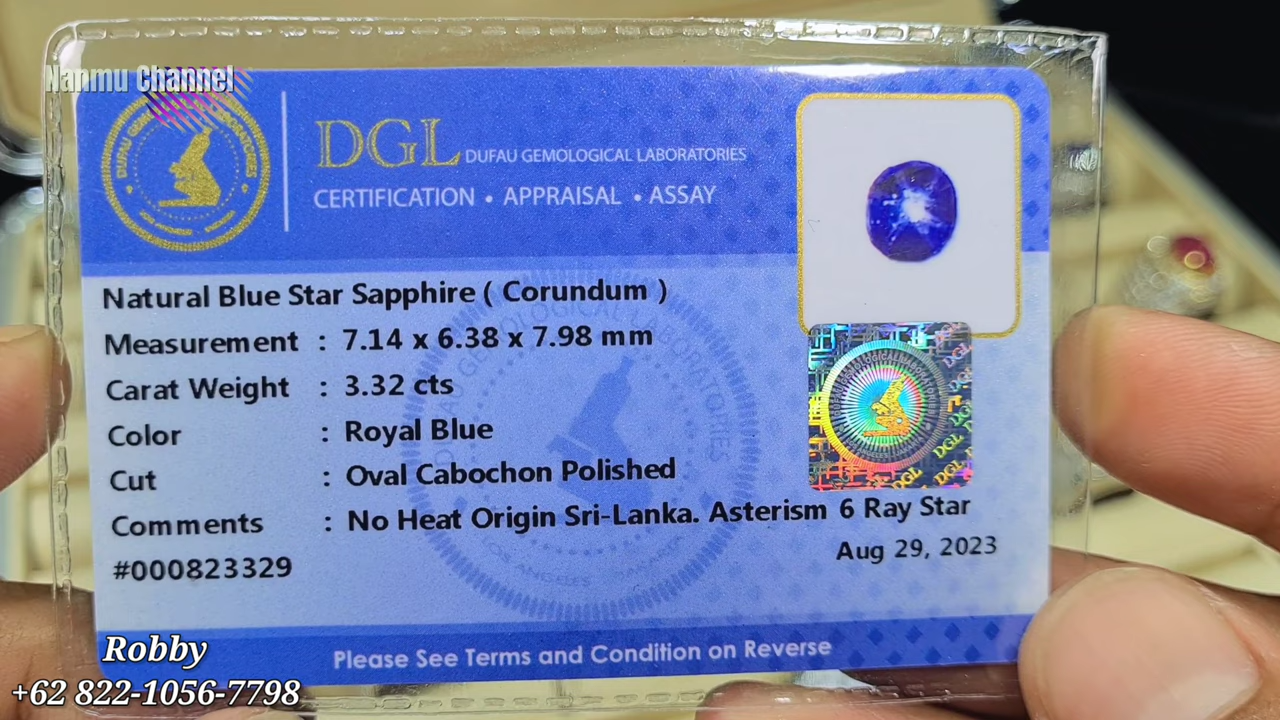 Nanmu Channel
DGL DUFAU GEMOLOGICAL LABORATORIES
CERTIFICATION • APPRAISAL • ASSAY
Natural Blue Star Sapphire ( Corundum )
Measurement : 7.14 x 6.38 x 7.98 mm
Carat Weight : 3.32 cts
Color : Royal Blue
Cut : Oval Cabochon Polished
Comments : No Heat Origin Sri-Lanka. Asterism 6 Ray Star
#000823329
Aug 29, 2023
DGL
DGL
DGL
Please See Terms and Condition on Reverse
Robby
+62 822-1056-7798